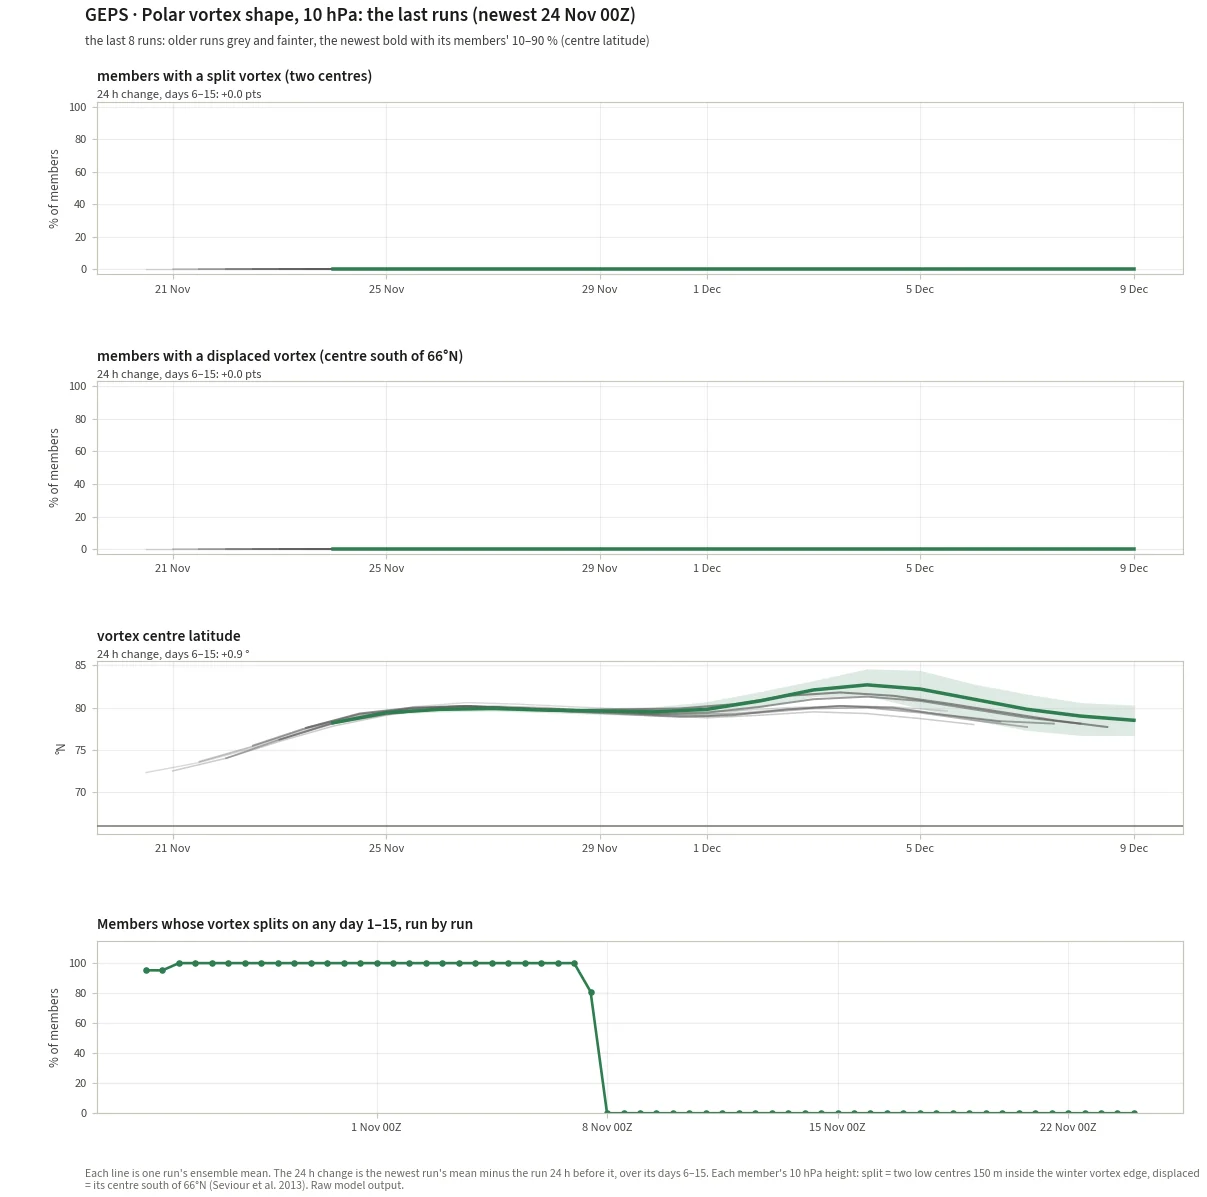 GEPS · Polar vortex shape, 10 hPa: the last runs (newest 24 Nov 00Z)
the last 8 runs: older runs grey and fainter, the newest bold with its members' 10–90 % (centre latitude)
members with a split vortex (two centres)
24 h change, days 6–15: +0.0 pts
100
80
60
40
20
0
% of members
21 Nov 25 Nov 29 Nov 1 Dec 5 Dec 9 Dec
members with a displaced vortex (centre south of 66°N)
24 h change, days 6–15: +0.0 pts
100
80
60
40
20
0
% of members
21 Nov 25 Nov 29 Nov 1 Dec 5 Dec 9 Dec
vortex centre latitude
24 h change, days 6–15: +0.9 °
85
80
75
70
°N
21 Nov 25 Nov 29 Nov 1 Dec 5 Dec 9 Dec
Members whose vortex splits on any day 1–15, run by run
100
80
60
40
20
0
% of members
1 Nov 00Z 8 Nov 00Z 15 Nov 00Z 22 Nov 00Z
Each line is one run's ensemble mean. The 24 h change is the newest run's mean minus the run 24 h before it, over its days 6–15. Each member's 10 hPa height: split = two low centres 150 m inside the winter vortex edge, displaced
= its centre south of 66°N (Seviour et al. 2013). Raw model output.